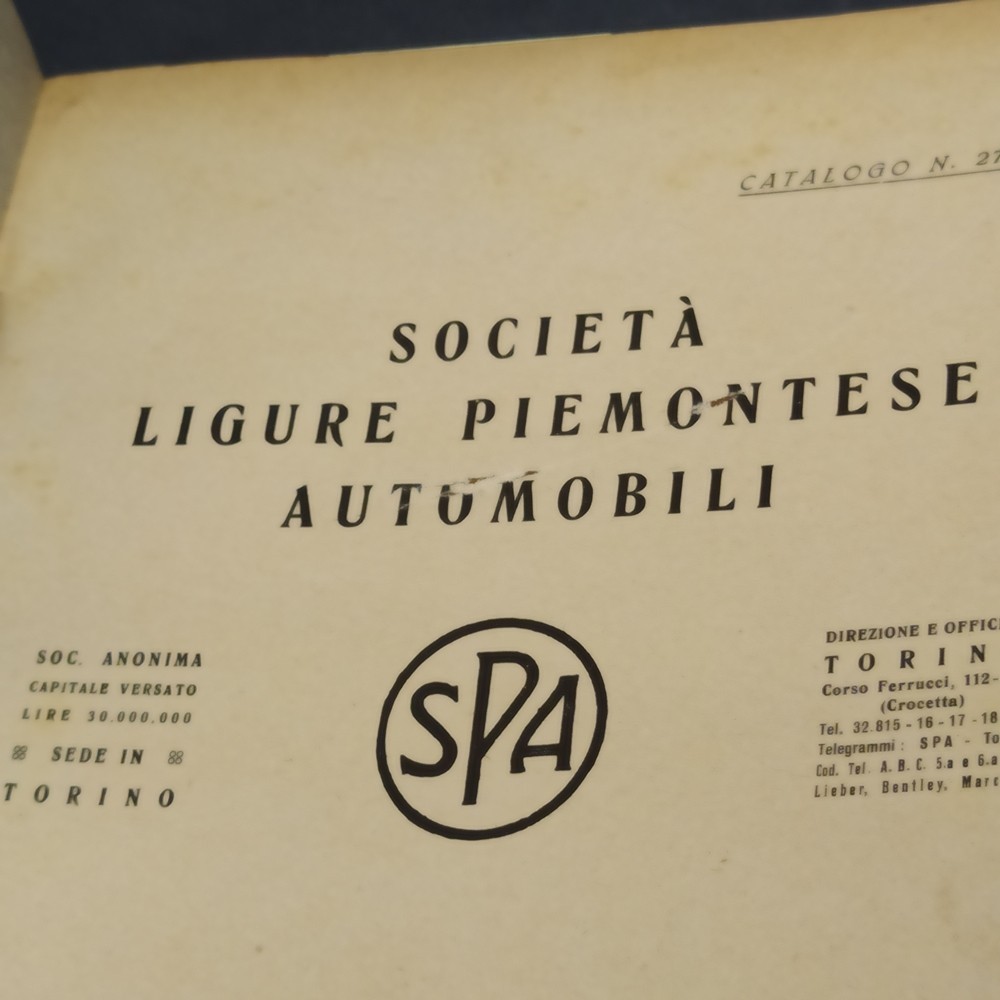 CATALOGO N. 27
SOCIETÀ
LIGURE PIEMONTESE
AUTOMOBILI
SOC. ANONIMA
CAPITALE VERSATO
LIRE 30.000.000
SEDE IN
TORINO
SPA
DIREZIONE E OFFICI
TORIN
Corso Ferrucci, 112-
(Crocetta)
Tel. 32.815 - 16 - 17 - 18
Telegrammi : SPA - To
Cod. Tel. A. B. C. 5.a e 6.a
Lieber, Bentley, Marc